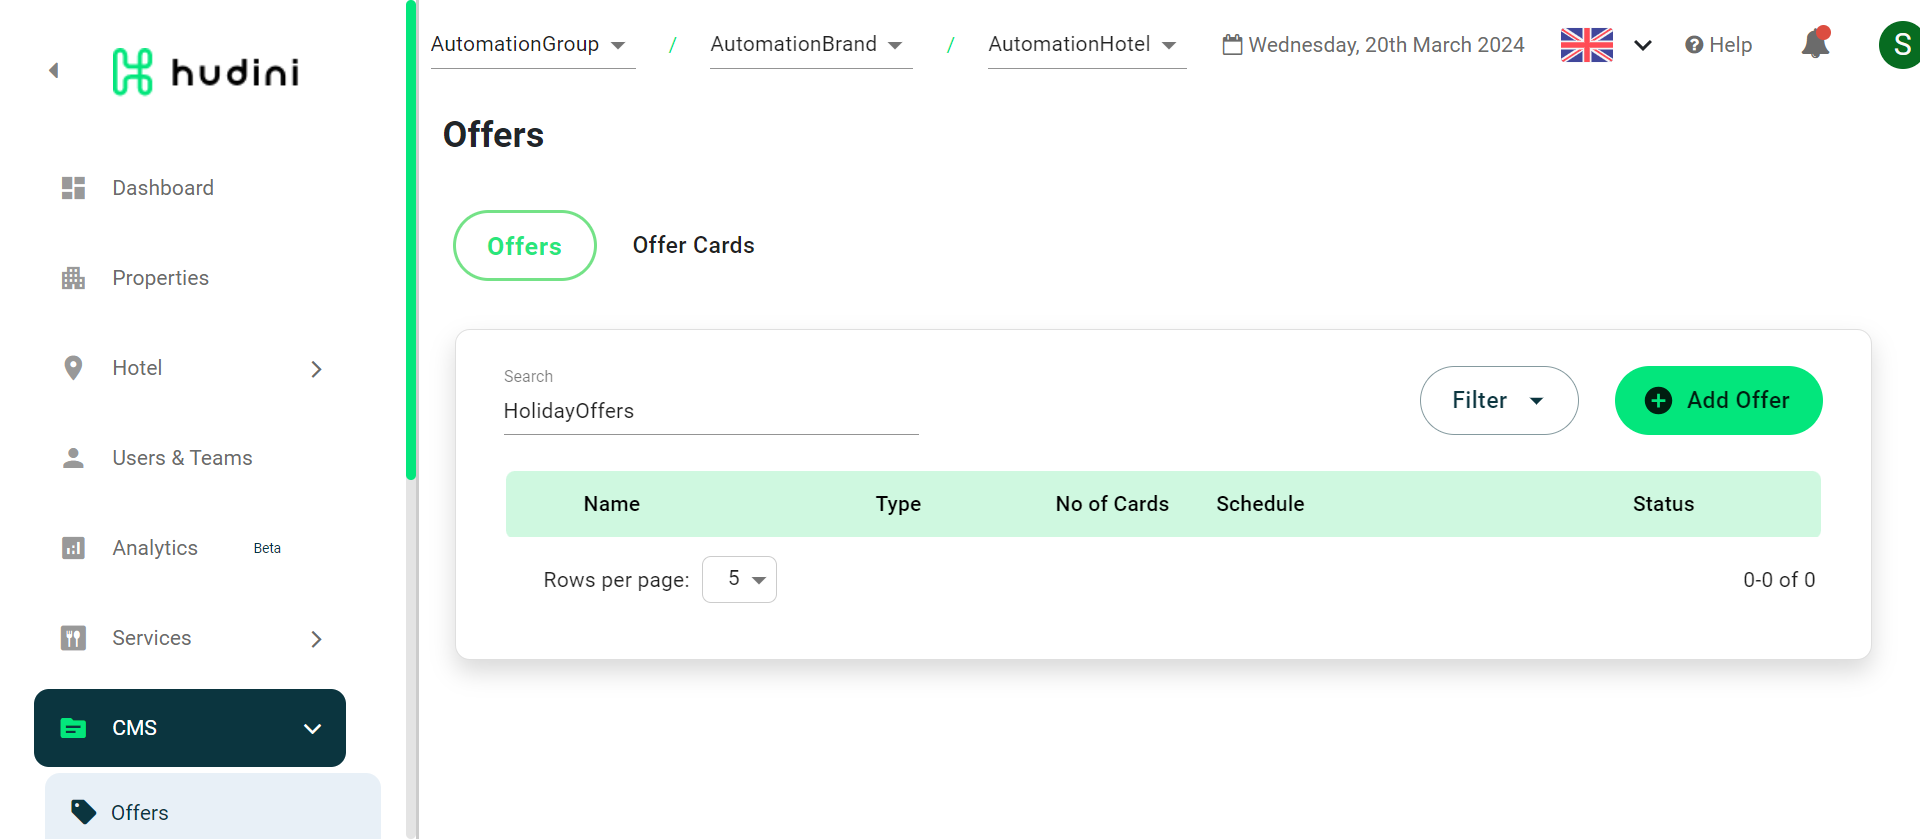 hudini
AutomationGroup / AutomationBrand / AutomationHotel Wednesday, 20th March 2024 Help S
Dashboard
Properties
Hotel
Users & Teams
Analytics Beta
Services
CMS
Offers
Offers
Offers Offer Cards
Search
HolidayOffers
Filter Add Offer
Name Type No of Cards Schedule Status
Rows per page: 5 0-0 of 0